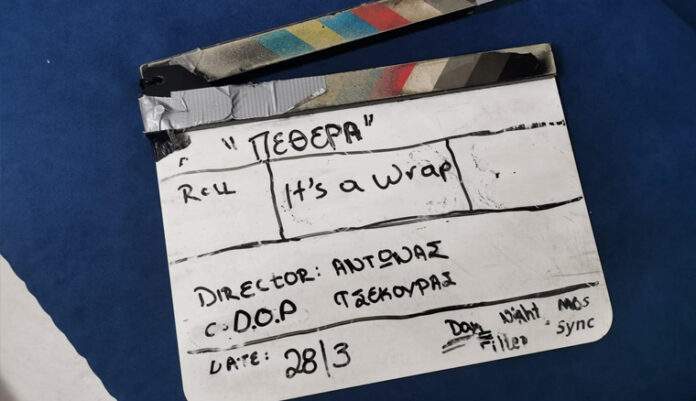 "ΠΕΘΕΡΑ"
ROLL It's a wrap
DIRECTOR: ΑΝΤΩΝΑΣ
C. D.O.P ΤΣΕΚΟΥΡΑΣ
DATE: 28/3 Day Night MOS
Filter Sync